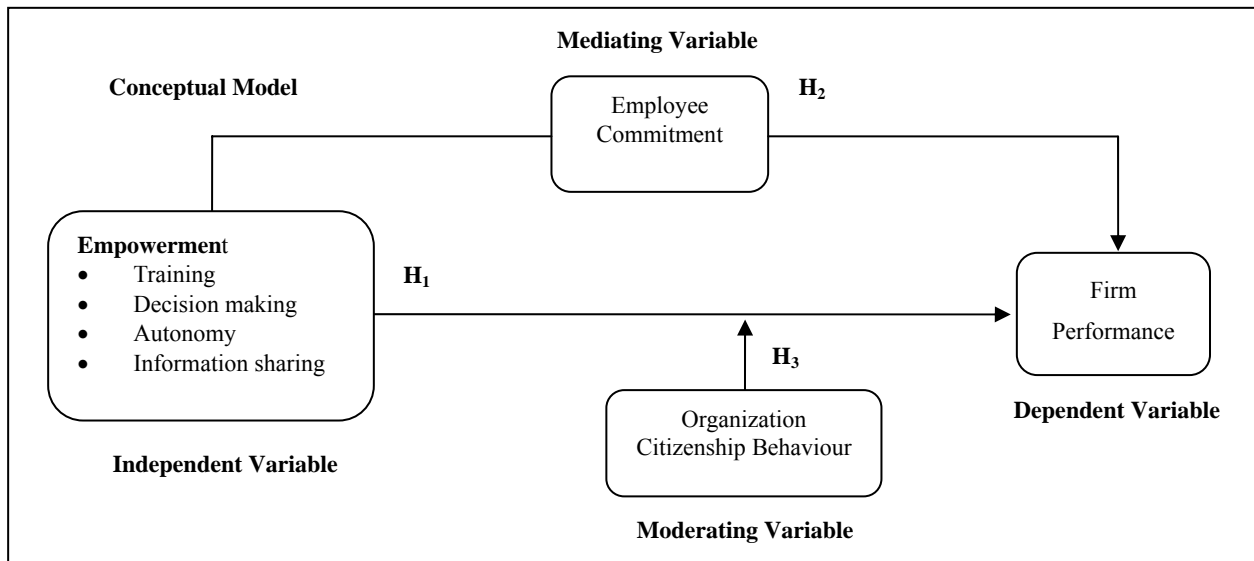 Mediating Variable
Conceptual Model
H₂
Employee
Commitment
Empowerment
• Training
• Decision making
• Autonomy
• Information sharing
H₁
Firm
Performance
H₃
Organization
Citizenship Behaviour
Dependent Variable
Independent Variable
Moderating Variable